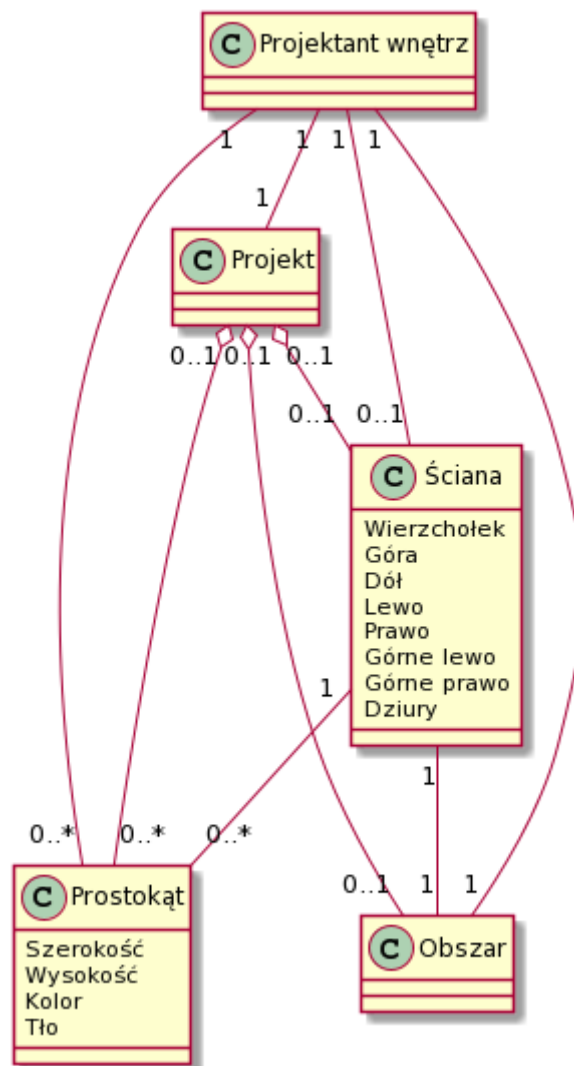 C Projektant wnętrz
1 1 1 1
1
C Projekt
0..1 0..1 0..1
0..1 0..1
C Ściana
Wierzchołek
Góra
Dół
Lewo
Prawo
Górne lewo
Górne prawo
Dziury
1
1
0..* 0..* 0..*
0..1 1 1
C Prostokąt
Szerokość
Wysokość
Kolor
Tło
C Obszar